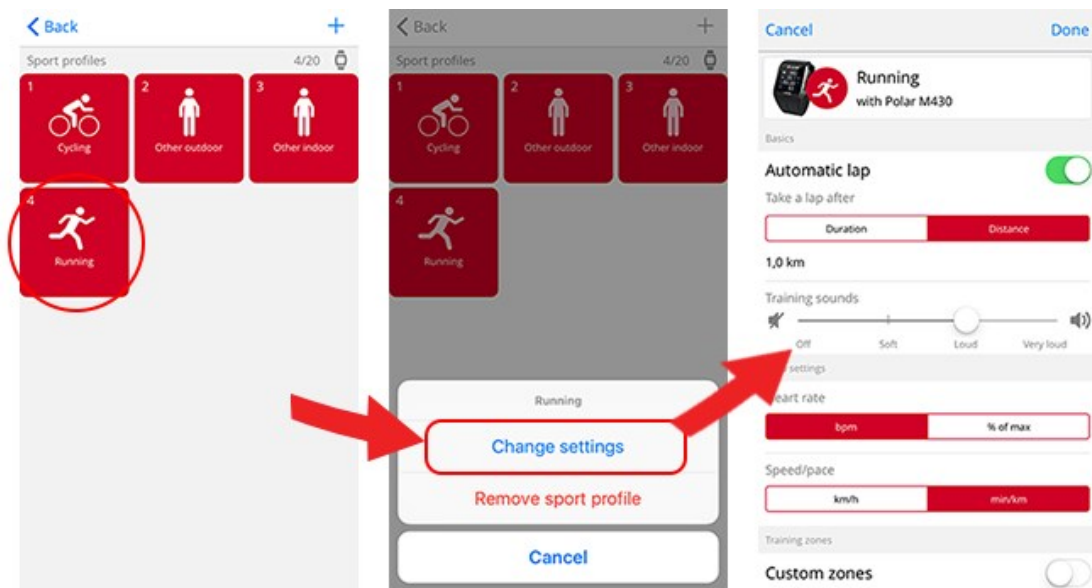 Back
+
Sport profiles 4/20
1
Cycling
2
Other outdoor
3
Other indoor
4
Running
Back
+
Sport profiles 4/20
1
Cycling
2
Other outdoor
3
Other indoor
4
Running
Running
Change settings
Remove sport profile
Cancel
Cancel Done
Running
with Polar M430
Basics
Automatic lap
Take a lap after
Duration Distance
1,0 km
Training sounds
Off Soft Loud Very loud
settings
eart rate
bpm % of max
Speed/pace
km/h min/km
Training zones
Custom zones